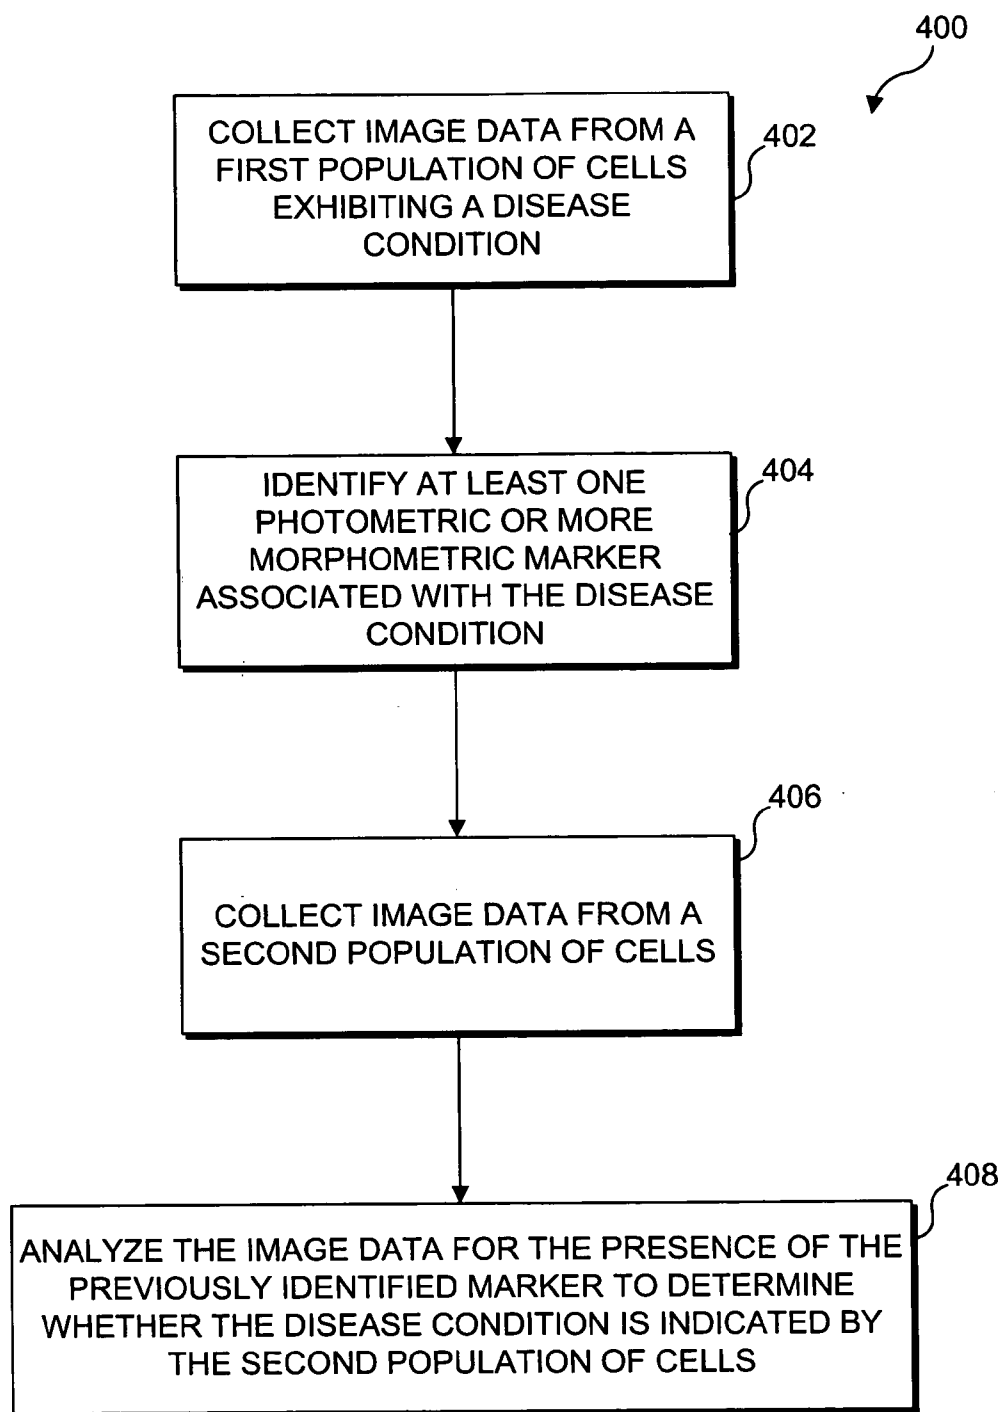 400
COLLECT IMAGE DATA FROM A
FIRST POPULATION OF CELLS
EXHIBITING A DISEASE
CONDITION
402
IDENTIFY AT LEAST ONE
PHOTOMETRIC OR MORE
MORPHOMETRIC MARKER
ASSOCIATED WITH THE DISEASE
CONDITION
404
COLLECT IMAGE DATA FROM A
SECOND POPULATION OF CELLS
406
ANALYZE THE IMAGE DATA FOR THE PRESENCE OF THE
PREVIOUSLY IDENTIFIED MARKER TO DETERMINE
WHETHER THE DISEASE CONDITION IS INDICATED BY
THE SECOND POPULATION OF CELLS
408